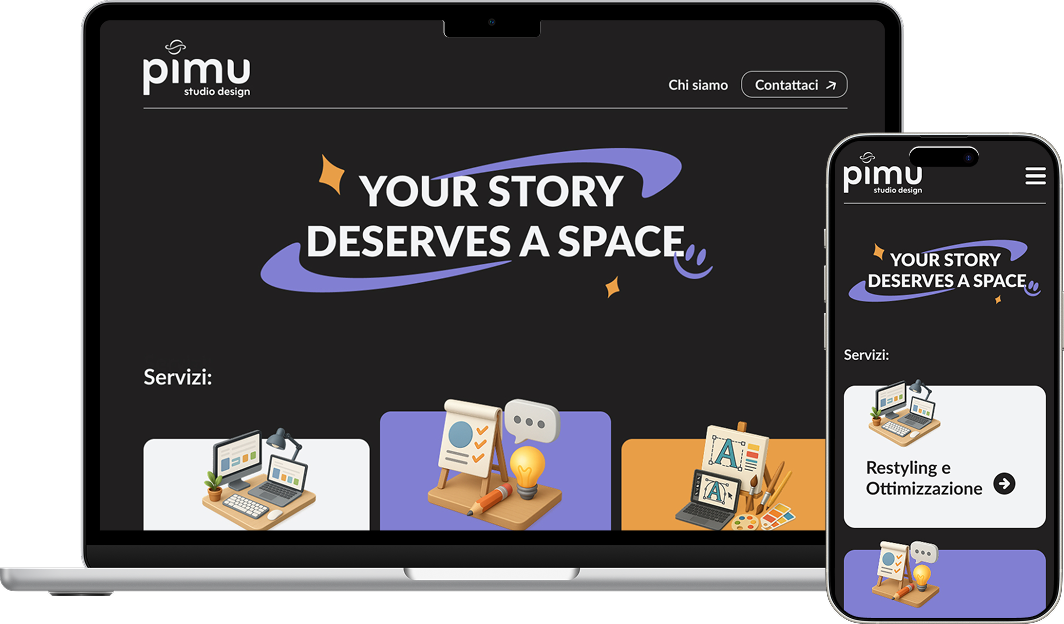 pimu
studio design
Chi siamo
Contattaci
YOUR STORY
DESERVES A SPACE
Servizi:
A
A
pimu
studio design
YOUR STORY
DESERVES A SPACE
Servizi:
Restyling e
Ottimizzazione